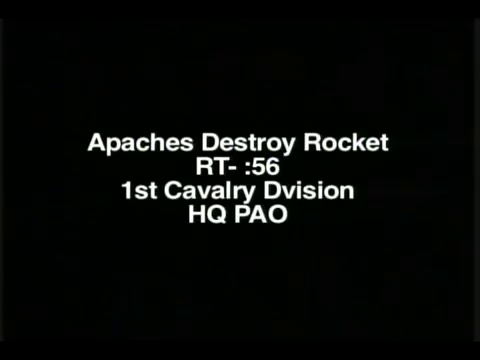 Apaches Destroy Rocket
RT- :56
1st Cavalry Dvision
HQ PAO